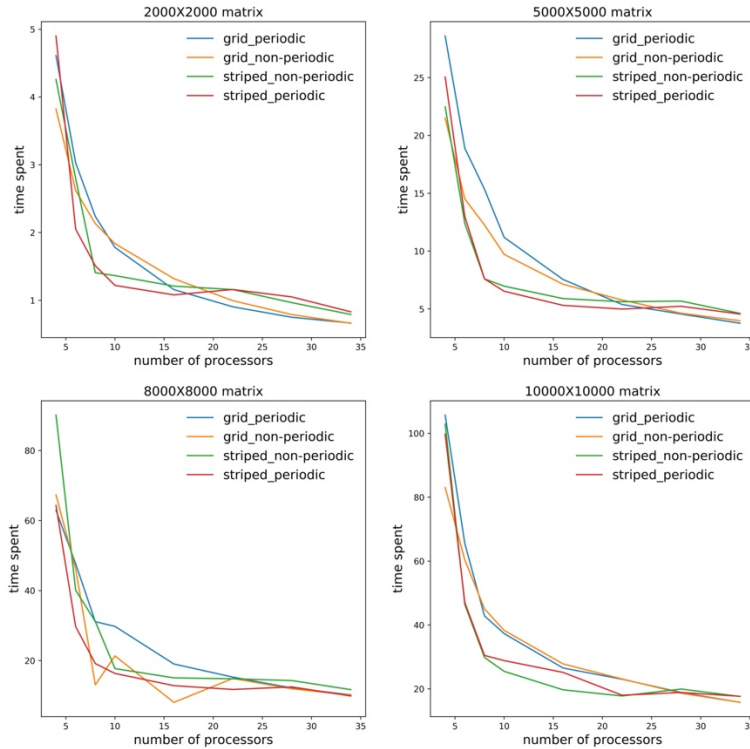 2000X2000 matrix
5
4
3
2
1
time spent
grid_periodic
grid_non-periodic
striped_non-periodic
striped_periodic
5 10 15 20 25 30 35
number of processors
5000X5000 matrix
25
20
15
10
5
time spent
grid_periodic
grid_non-periodic
striped_non-periodic
striped_periodic
5 10 15 20 25 30 35
number of processors
8000X8000 matrix
80
60
40
20
time spent
grid_periodic
grid_non-periodic
striped_non-periodic
striped_periodic
5 10 15 20 25 30 35
number of processors
10000X10000 matrix
100
80
60
40
20
time spent
grid_periodic
grid_non-periodic
striped_non-periodic
striped_periodic
5 10 15 20 25 30 35
number of processors